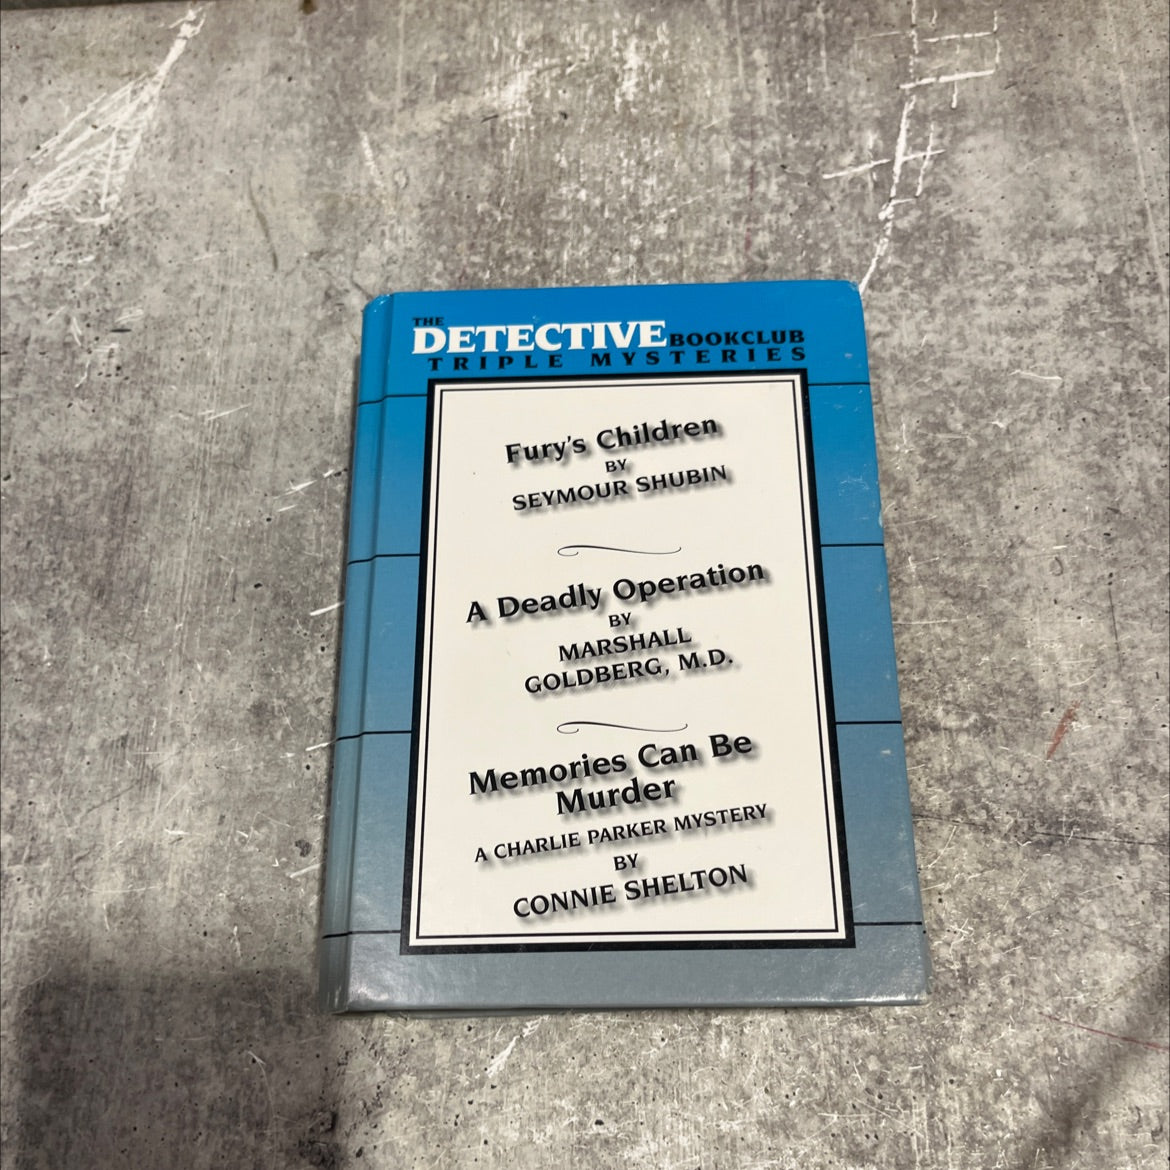 THE
DETECTIVE BOOKCLUB
TRIPLE MYSTERIES
Fury's Children
BY
SEYMOUR SHUBIN
A Deadly Operation
BY
MARSHALL
GOLDBERG, M.D.
Memories Can Be
Murder
A CHARLIE PARKER MYSTERY
BY
CONNIE SHELTON